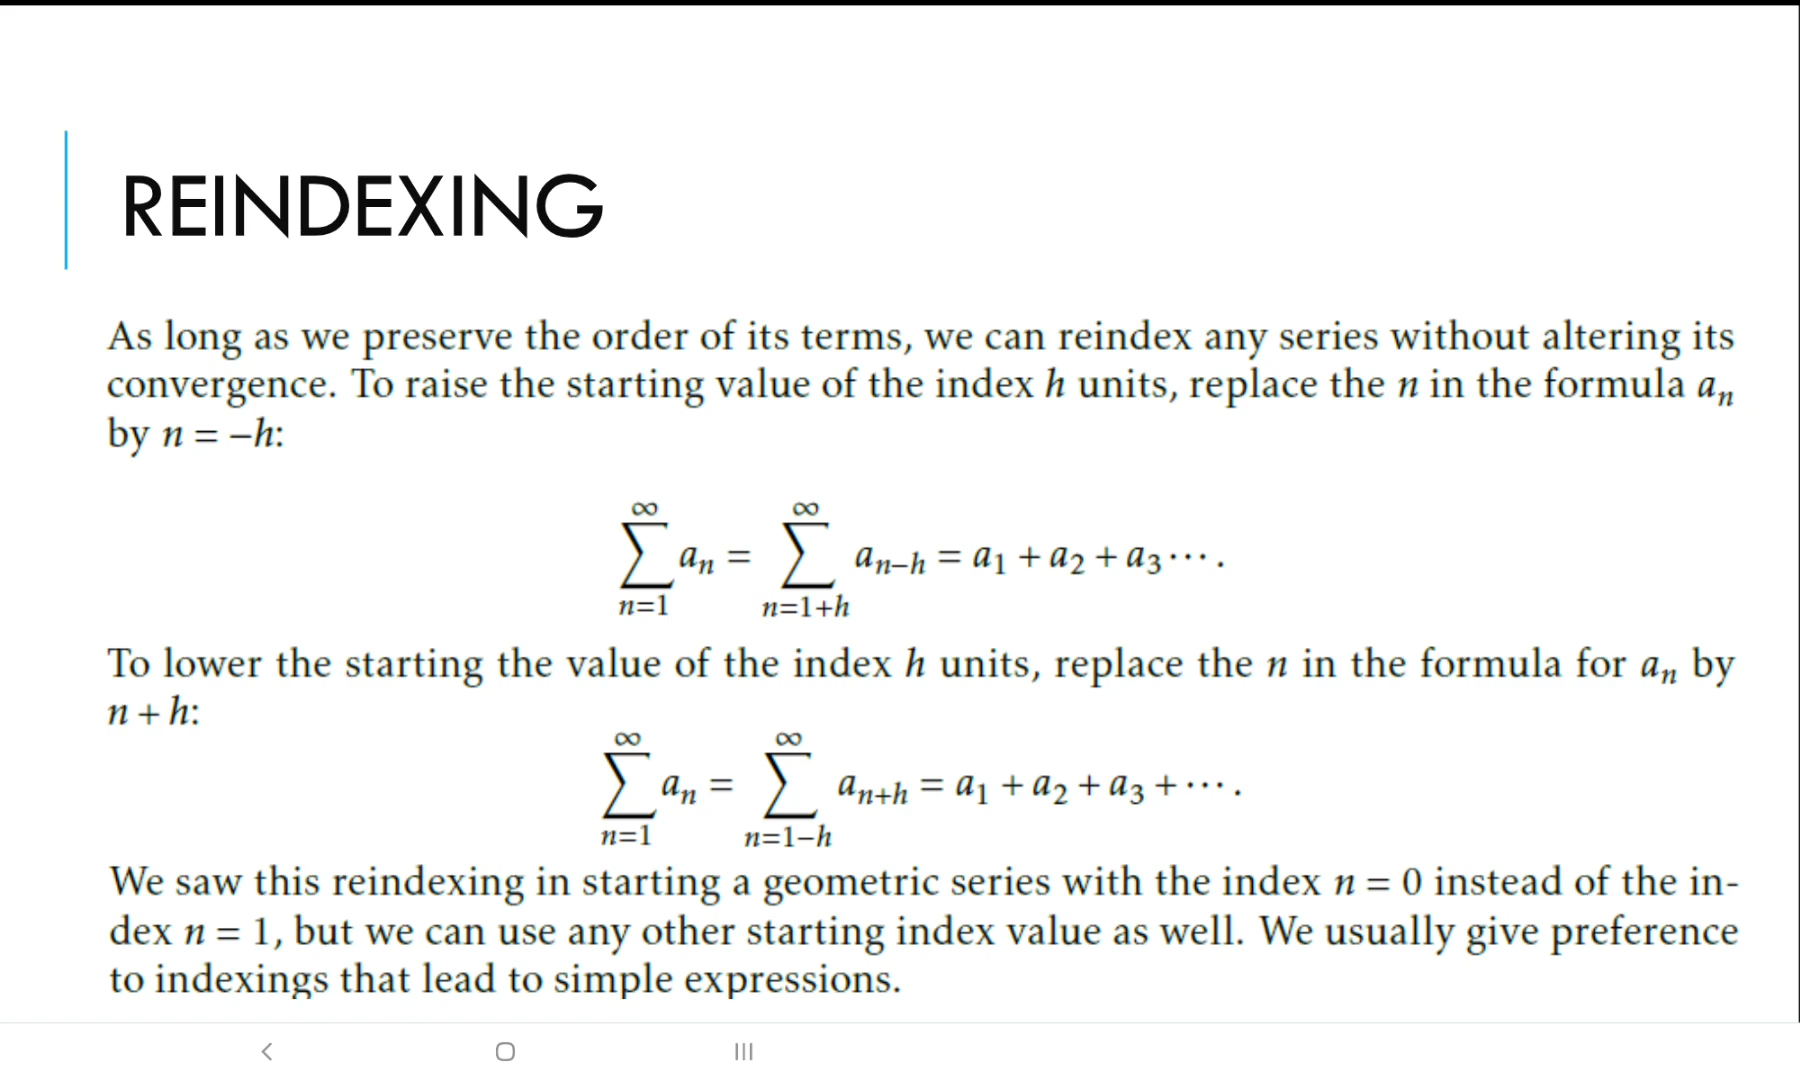 REINDEXING
As long as we preserve the order of its terms, we can reindex any series without altering its
convergence. To raise the starting value of the index h units, replace the n in the formula aₙ
by n = –h:
∑_{n=1}^{∞} a_n = ∑_{n=1+h}^{∞} a_{n–h} = a_1 + a_2 + a_3 ⋯ .
To lower the starting the value of the index h units, replace the n in the formula for aₙ by
n + h:
∑_{n=1}^{∞} a_n = ∑_{n=1–h}^{∞} a_{n+h} = a_1 + a_2 + a_3 + ⋯ .
We saw this reindexing in starting a geometric series with the index n = 0 instead of the in-
dex n = 1, but we can use any other starting index value as well. We usually give preference
to indexings that lead to simple expressions.